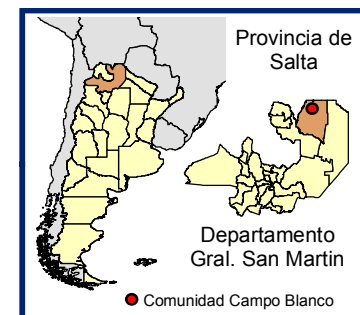 Provincia de
Salta
Departamento
Gral. San Martin
Comunidad Campo Blanco